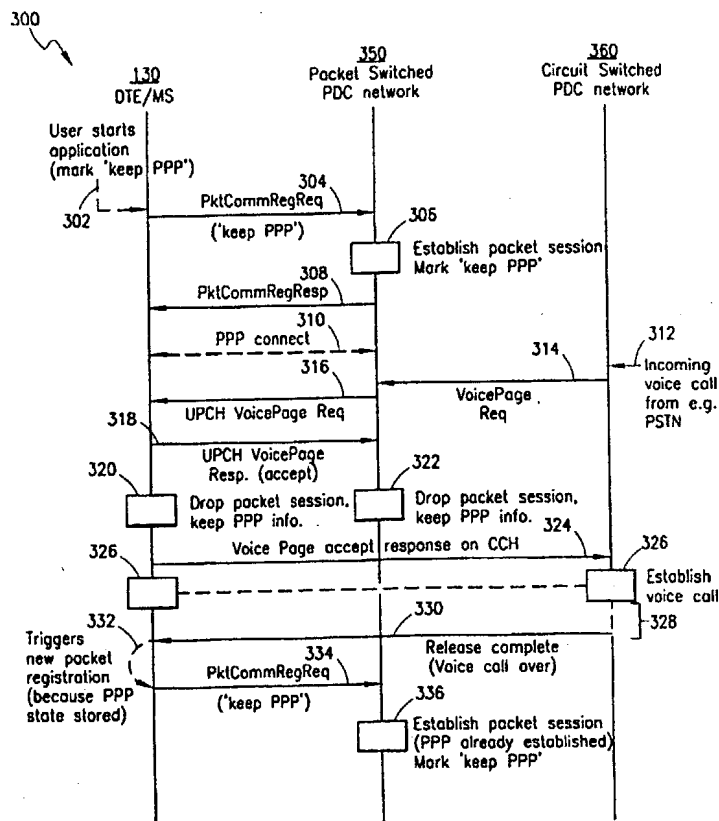 300
130
DTE/MS
350
Packet Switched
PDC network
360
Circuit Switched
PDC network
User starts
application
(mark 'keep PPP')
302
304
PktCommRegReq
('keep PPP')
306
Establish packet session
Mark 'keep PPP'
308
PktCommRegResp
310
PPP connect
312
Incoming
voice call
from e.g.
PSTN
314
VoicePage
Req
316
UPCH VoicePage Req
318
UPCH VoicePage
Resp. (accept)
320
Drop packet session,
keep PPP info.
322
Drop packet session,
keep PPP info.
324
Voice Page accept response on CCH
326
326
Establish
voice call
328
330
Release complete
(Voice call over)
332
Triggers
new packet
registration
(because PPP
state stored)
334
PktCommRegReq
('keep PPP')
336
Establish packet session
(PPP already established)
Mark 'keep PPP'